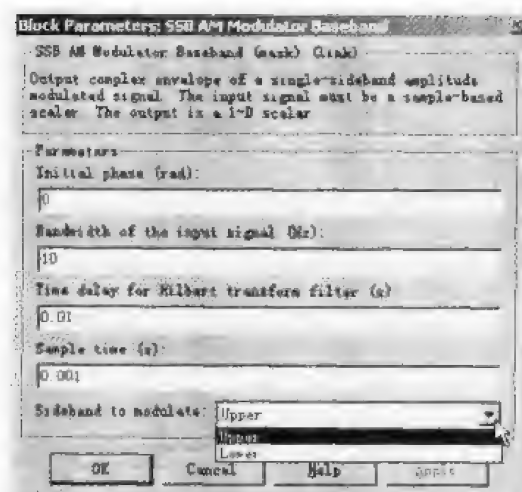 Block Parameters: SSB AM Modulator Baseband
SSB AM Modulator Baseband (mask) (link)
Output complex envelope of a single-sideband amplitude
modulated signal. The input signal must be a sample-based
scalar. The output is a 1-D scalar
Parameters
Initial phase (rad):
0
Bandwidth of the input signal (Hz):
10
Time delay for Hilbert transform filter (s)
0.01
Sample time (s):
0.001
Sideband to modulate: Upper
Upper
Lower
OK Cancel Help Apply